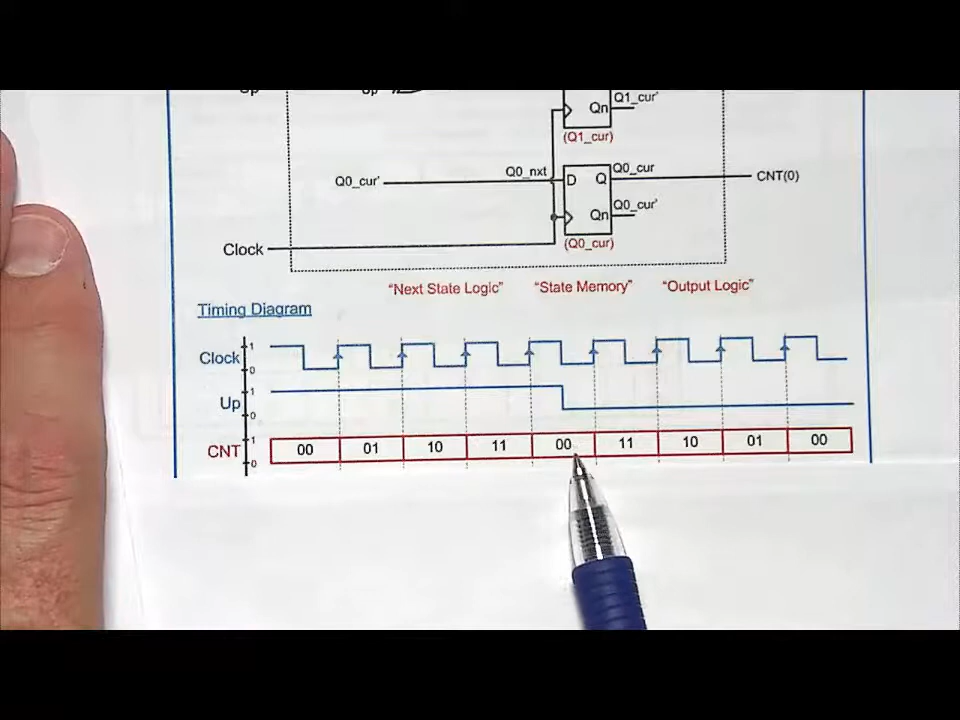 Up
Q1_cur'
Qn
(Q1_cur)
Q0_nxt
Q0_cur
Q0_cur'
D
Q
CNT(0)
Qn
Q0_cur'
(Q0_cur)
Clock
"Next State Logic"
"State Memory"
"Output Logic"
Timing Diagram
Clock
1
0
Up
1
0
CNT
1
0
00
01
10
11
00
11
10
01
00